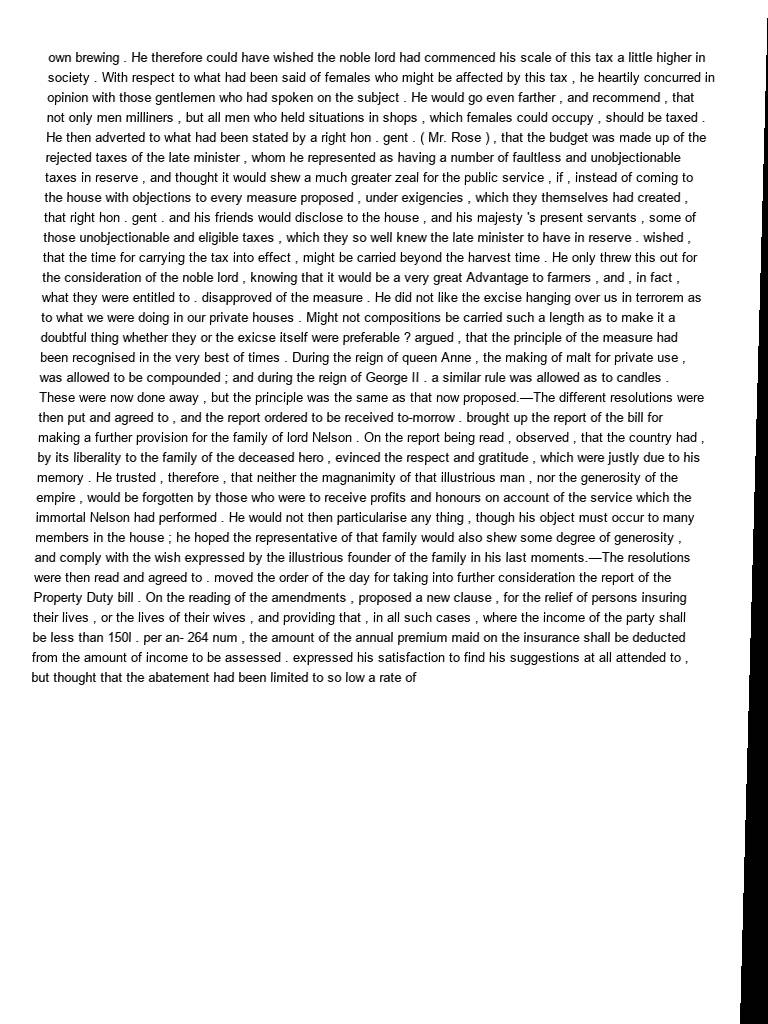 own brewing . He therefore could have wished the noble lord had commenced his scale of this tax a little higher in
society . With respect to what had been said of females who might be affected by this tax , he heartily concurred in
opinion with those gentlemen who had spoken on the subject . He would go even farther , and recommend , that
not only men milliners , but all men who held situations in shops , which females could occupy , should be taxed .
He then adverted to what had been stated by a right hon . gent . ( Mr. Rose ) , that the budget was made up of the
rejected taxes of the late minister , whom he represented as having a number of faultless and unobjectionable
taxes in reserve , and thought it would shew a much greater zeal for the public service , if , instead of coming to
the house with objections to every measure proposed , under exigencies , which they themselves had created ,
that right hon . gent . and his friends would disclose to the house , and his majesty 's present servants , some of
those unobjectionable and eligible taxes , which they so well knew the late minister to have in reserve . wished ,
that the time for carrying the tax into effect , might be carried beyond the harvest time . He only threw this out for
the consideration of the noble lord , knowing that it would be a very great Advantage to farmers , and , in fact ,
what they were entitled to . disapproved of the measure . He did not like the excise hanging over us in terrorem as
to what we were doing in our private houses . Might not compositions be carried such a length as to make it a
doubtful thing whether they or the exicse itself were preferable ? argued , that the principle of the measure had
been recognised in the very best of times . During the reign of queen Anne , the making of malt for private use ,
was allowed to be compounded ; and during the reign of George II . a similar rule was allowed as to candles .
These were now done away , but the principle was the same as that now proposed.—The different resolutions were
then put and agreed to , and the report ordered to be received to-morrow . brought up the report of the bill for
making a further provision for the family of lord Nelson . On the report being read , observed , that the country had ,
by its liberality to the family of the deceased hero , evinced the respect and gratitude , which were justly due to his
memory . He trusted , therefore , that neither the magnanimity of that illustrious man , nor the generosity of the
empire , would be forgotten by those who were to receive profits and honours on account of the service which the
immortal Nelson had performed . He would not then particularise any thing , though his object must occur to many
members in the house ; he hoped the representative of that family would also shew some degree of generosity ,
and comply with the wish expressed by the illustrious founder of the family in his last moments.—The resolutions
were then read and agreed to . moved the order of the day for taking into further consideration the report of the
Property Duty bill . On the reading of the amendments , proposed a new clause , for the relief of persons insuring
their lives , or the lives of their wives , and providing that , in all such cases , where the income of the party shall
be less than 150l . per an- 264 num , the amount of the annual premium maid on the insurance shall be deducted
from the amount of income to be assessed . expressed his satisfaction to find his suggestions at all attended to ,
but thought that the abatement had been limited to so low a rate of